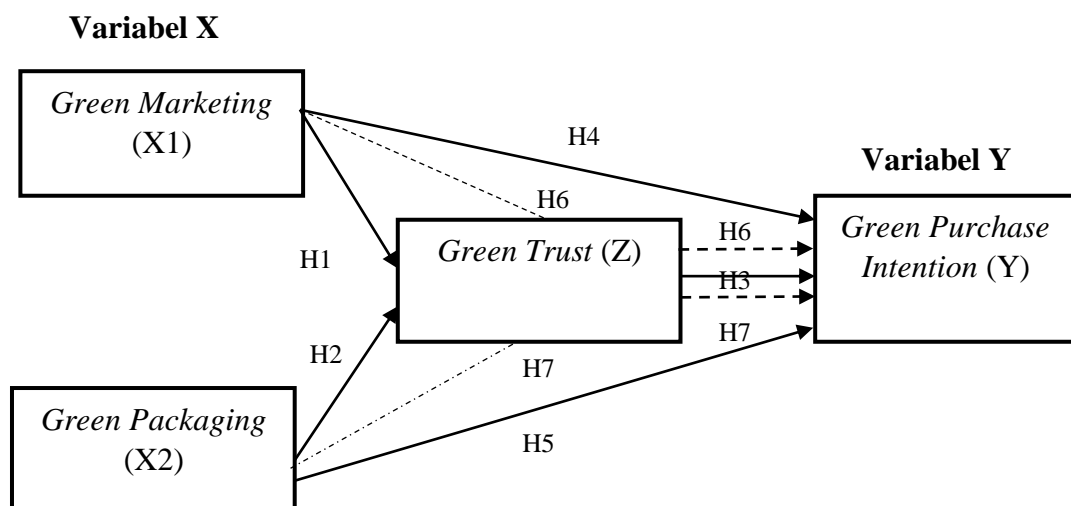 Variabel X
Green Marketing
(X1)
H4
Variabel Y
H6
H1
Green Trust (Z)
H6
Green Purchase
Intention (Y)
H3
H2
H7
H7
Green Packaging
(X2)
H5